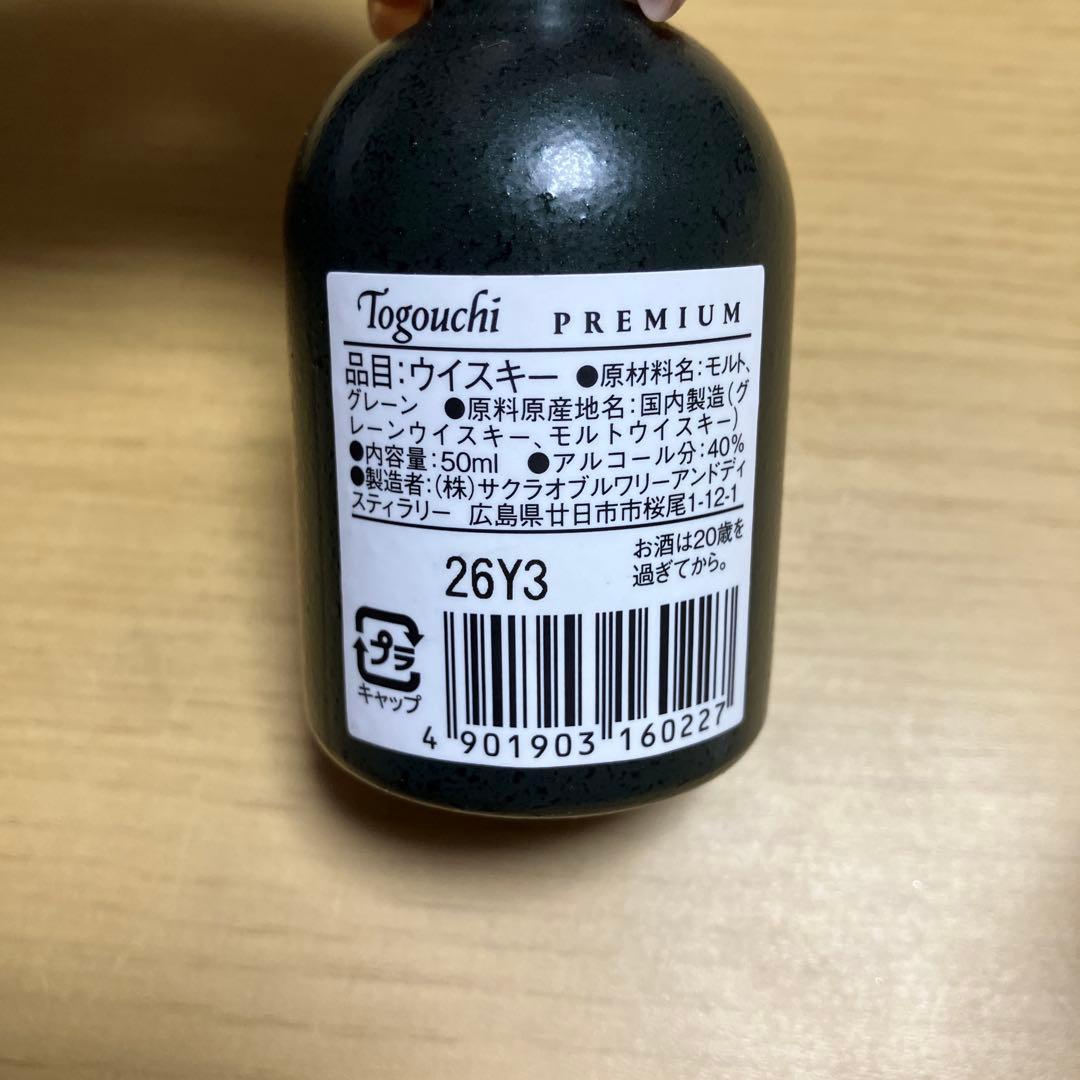 Togouchi PREMIUM
品目:ウイスキー ●原材料名:モルト、
グレーン ●原料原産地名:国内製造(グ
レーンウイスキー、モルトウイスキー)
●内容量:50ml ●アルコール分:40%
●製造者:(株)サクラオブルワリーアンドディ
スティラリー 広島県廿日市市桜尾1-12-1
お酒は20歳を
過ぎてから。
26Y3
プラ
キャップ
4 901903 160227